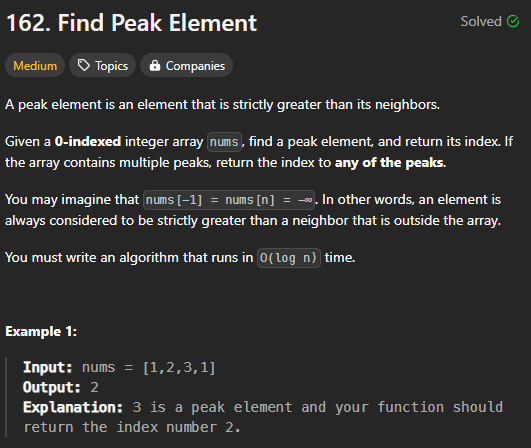 162. Find Peak Element
Solved
Medium
Topics
Companies
A peak element is an element that is strictly greater than its neighbors.
Given a 0-indexed integer array nums, find a peak element, and return its index. If
the array contains multiple peaks, return the index to any of the peaks.
You may imagine that nums[-1] = nums[n] = -∞. In other words, an element is
always considered to be strictly greater than a neighbor that is outside the array.
You must write an algorithm that runs in O(log n) time.
Example 1:
Input: nums = [1,2,3,1]
Output: 2
Explanation: 3 is a peak element and your function should
return the index number 2.